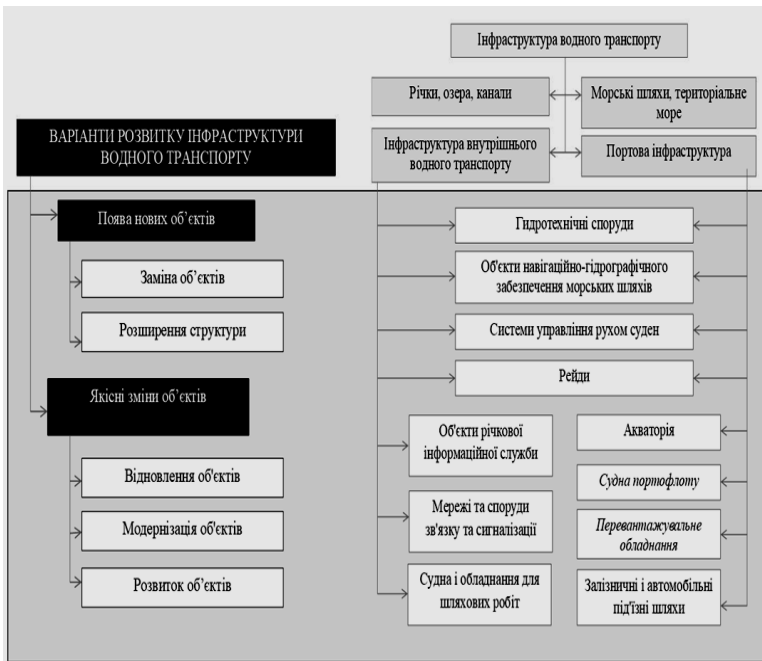 Інфраструктура водного транспорту
Річки, озера, канали
Морські шляхи, територіальне
море
ВАРІАНТИ РОЗВИТКУ ІНФРАСТРУКТУРИ
ВОДНОГО ТРАНСПОРТУ
Інфраструктура внутрішнього
водного транспорту
Портова інфраструктура
Поява нових об’єктів
Заміна об’єктів
Розширення структури
Якісні зміни об’єктів
Відновлення об'єктів
Модернізація об'єктів
Розвиток об’єктів
Гидротехнічні споруди
Об'єкти навігаційно-гідрографічного
забезпечення морських шляхів
Системи управління рухом суден
Рейди
Об'єкти річкової
інформаційної служби
Мережі та споруди
зв'язку та сигналізації
Судна і обладнання для
шляхових робіт
Акваторія
Судна портофлоту
Перевантажувальне
обладнання
Залізничні і автомобільні
під'їзні шляхи